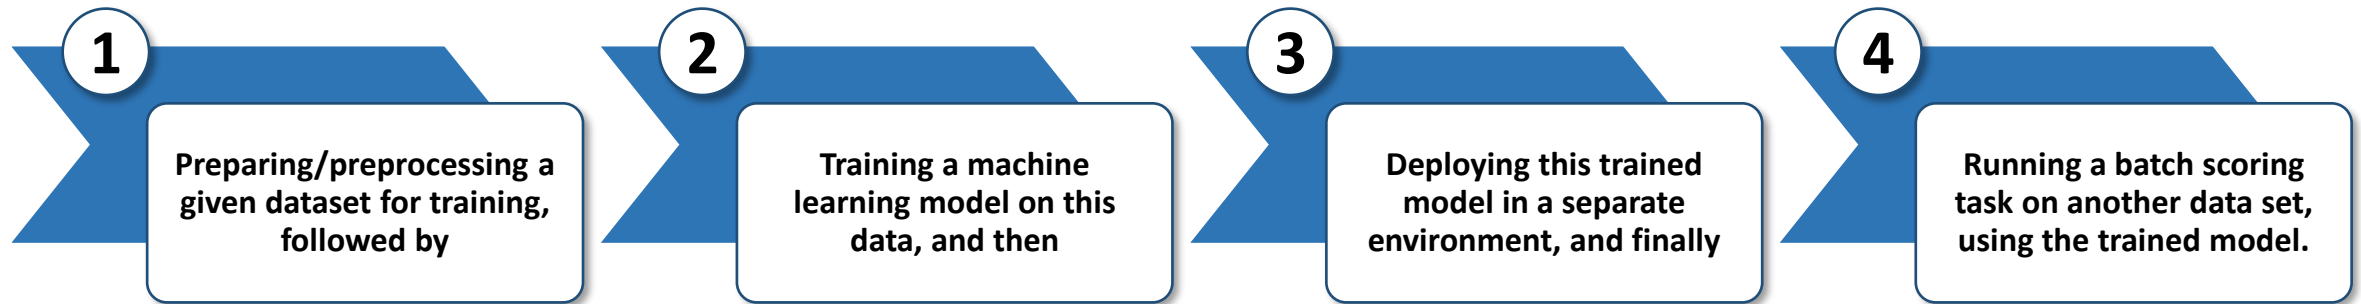 1
Preparing/preprocessing a
given dataset for training,
followed by
2
Training a machine
learning model on this
data, and then
3
Deploying this trained
model in a separate
environment, and finally
4
Running a batch scoring
task on another data set,
using the trained model.